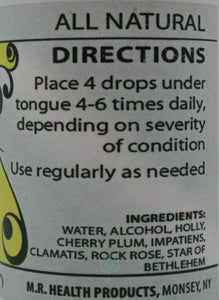 ALL NATURAL
DIRECTIONS
Place 4 drops under
tongue 4-6 times daily,
depending on severity
of condition
Use regularly as needed
INGREDIENTS:
WATER, ALCOHOL, HOLLY,
CHERRY PLUM, IMPATIENS,
CLAMATIS, ROCK ROSE, STAR OF
BETHLEHEM
M.R. HEALTH PRODUCTS, MONSEY, NY